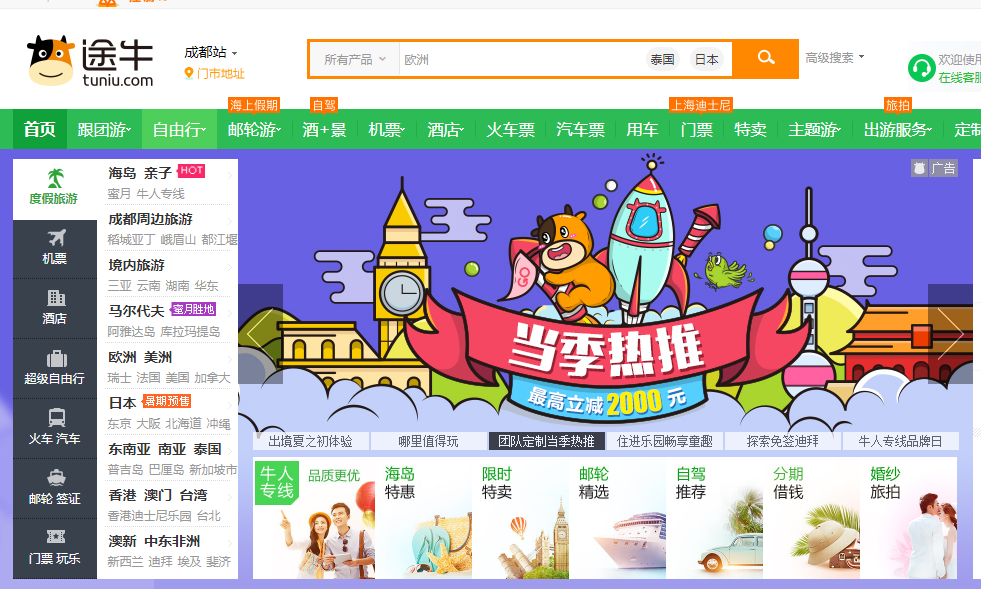 途牛
tuniu.com
成都站
门市地址
所有产品 欧洲 泰国 日本
高级搜索
欢迎使用
在线客服
海上假期 自驾 上海迪士尼 旅拍
首页 跟团游 自由行 邮轮游 酒+景 机票 酒店 火车票 汽车票 用车 门票 特卖 主题游 出游服务 定制
度假旅游
机票
酒店
超级自由行
火车 汽车
邮轮 签证
门票 玩乐
海岛 亲子 HOT
蜜月 牛人专线
成都周边旅游
稻城亚丁 峨眉山 都江堰
境内旅游
三亚 云南 湖南 华东
马尔代夫 蜜月胜地
阿雅达岛 库拉玛提岛
欧洲 美洲
瑞士 法国 美国 加拿大
日本 暑期预售
东京 大阪 北海道 冲绳
东南亚 南亚 泰国
普吉岛 巴厘岛 新加坡市
香港 澳门 台湾
香港迪士尼乐园 台北
澳新 中东非洲
新西兰 迪拜 埃及 斐济
广告
GO
当季热推
最高立减2000元
出境夏之初体验 哪里值得玩 团队定制当季热推 住进乐园畅享童趣 探索免签迪拜 牛人专线品牌日
牛人
专线
品质更优
海岛
特惠
限时
特卖
邮轮
精选
自驾
推荐
分期
借钱
婚纱
旅拍